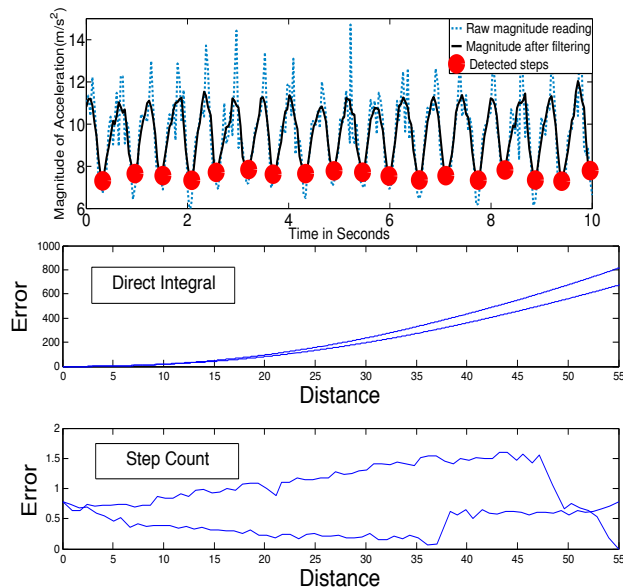 Magnitude of Acceleration(m/s²)
14
12
10
8
6
Raw magnitude reading
Magnitude after filtering
Detected steps
0 2 4 6 8 10
Time in Seconds
Error
1000
800
600
400
200
0
Direct Integral
0 5 10 15 20 25 30 35 40 45 50 55
Distance
Error
2
1.5
1
0.5
0
Step Count
0 5 10 15 20 25 30 35 40 45 50 55
Distance